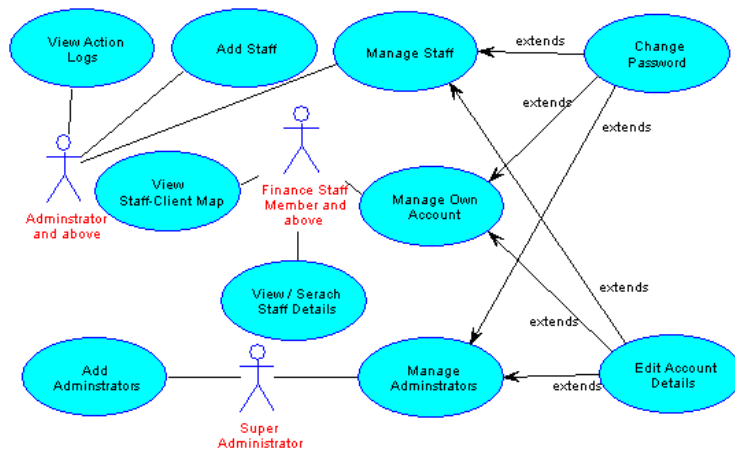 View Action
Logs
Add Staff
Manage Staff
extends
Change
Password
extends
extends
View
Staff-Client Map
Finance Staff
Member and
above
Manage Own
Account
Adminstrator
and above
View / Serach
Staff Details
extends
extends
Add
Adminstrators
Manage
Adminstrators
extends
Edit Account
Details
Super
Administrator